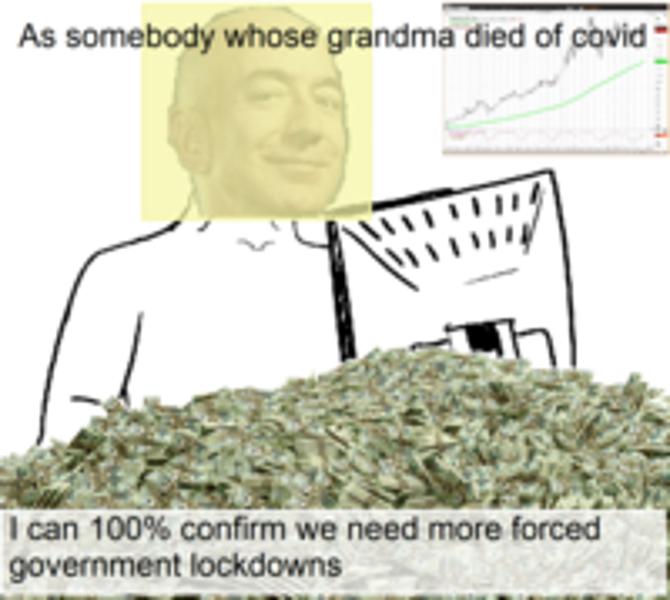 As somebody whose grandma died of covid
I can 100% confirm we need more forced
government lockdowns